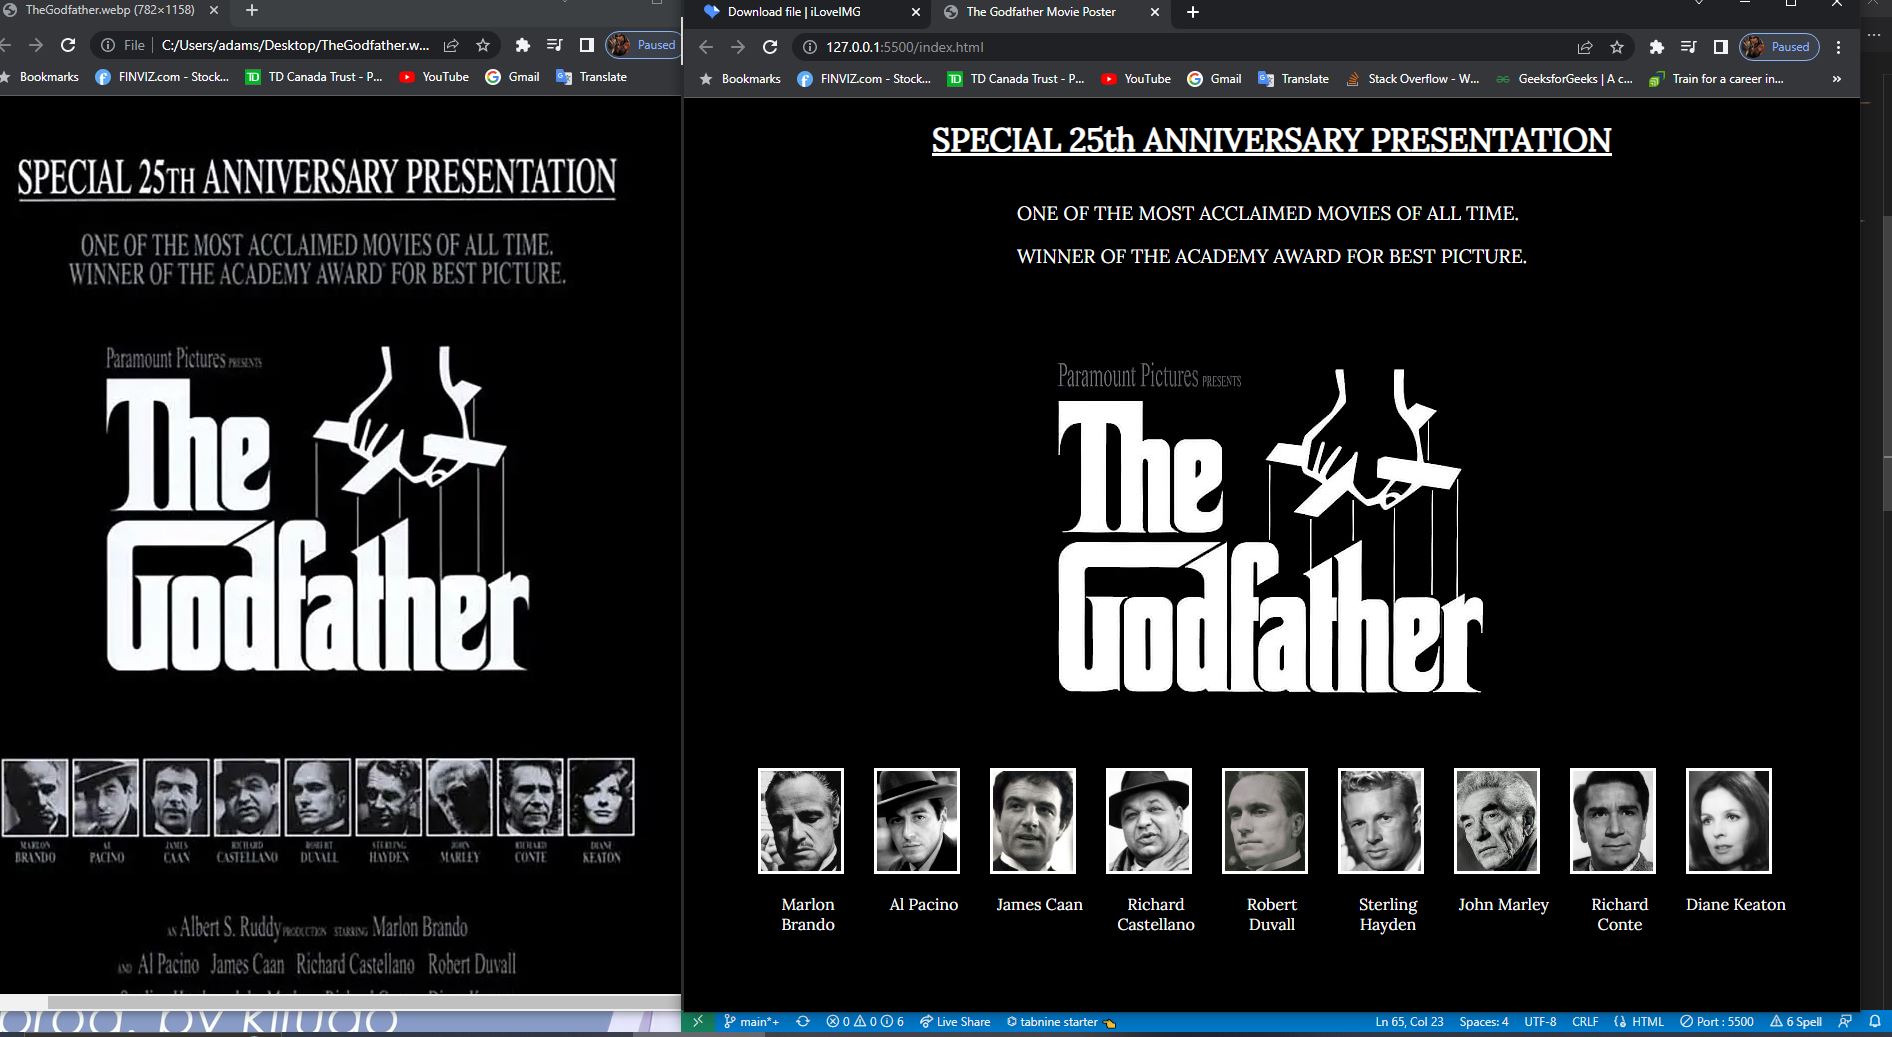 TheGodfather.webp (782×1158)
File C:/Users/adams/Desktop/TheGodfather.w...
Paused
Bookmarks FINVIZ.com - Stock... TD Canada Trust - P... YouTube Gmail Translate
SPECIAL 25TH ANNIVERSARY PRESENTATION
ONE OF THE MOST ACCLAIMED MOVIES OF ALL TIME.
WINNER OF THE ACADEMY AWARD® FOR BEST PICTURE.
Paramount Pictures PRESENTS
The
Godfather
MARLON BRANDO
AL PACINO
JAMES CAAN
RICHARD CASTELLANO
ROBERT DUVALL
STERLING HAYDEN
JOHN MARLEY
RICHARD CONTE
DIANE KEATON
AN Albert S. Ruddy PRODUCTION STARRING Marlon Brando
AND Al Pacino James Caan Richard Castellano Robert Duvall
prod. by kiludo
Download file | iLoveIMG
The Godfather Movie Poster
127.0.0.1:5500/index.html
Paused
Bookmarks FINVIZ.com - Stock... TD Canada Trust - P... YouTube Gmail Translate Stack Overflow - W... GeeksforGeeks | A c... Train for a career in... »
SPECIAL 25th ANNIVERSARY PRESENTATION
ONE OF THE MOST ACCLAIMED MOVIES OF ALL TIME.
WINNER OF THE ACADEMY AWARD FOR BEST PICTURE.
Paramount Pictures PRESENTS
The
Godfather
Marlon
Brando
Al Pacino
James Caan
Richard
Castellano
Robert
Duvall
Sterling
Hayden
John Marley
Richard
Conte
Diane Keaton
main*+ 0 0 6 Live Share tabnine starter Ln 65, Col 23 Spaces: 4 UTF-8 CRLF HTML Port : 5500 6 Spell